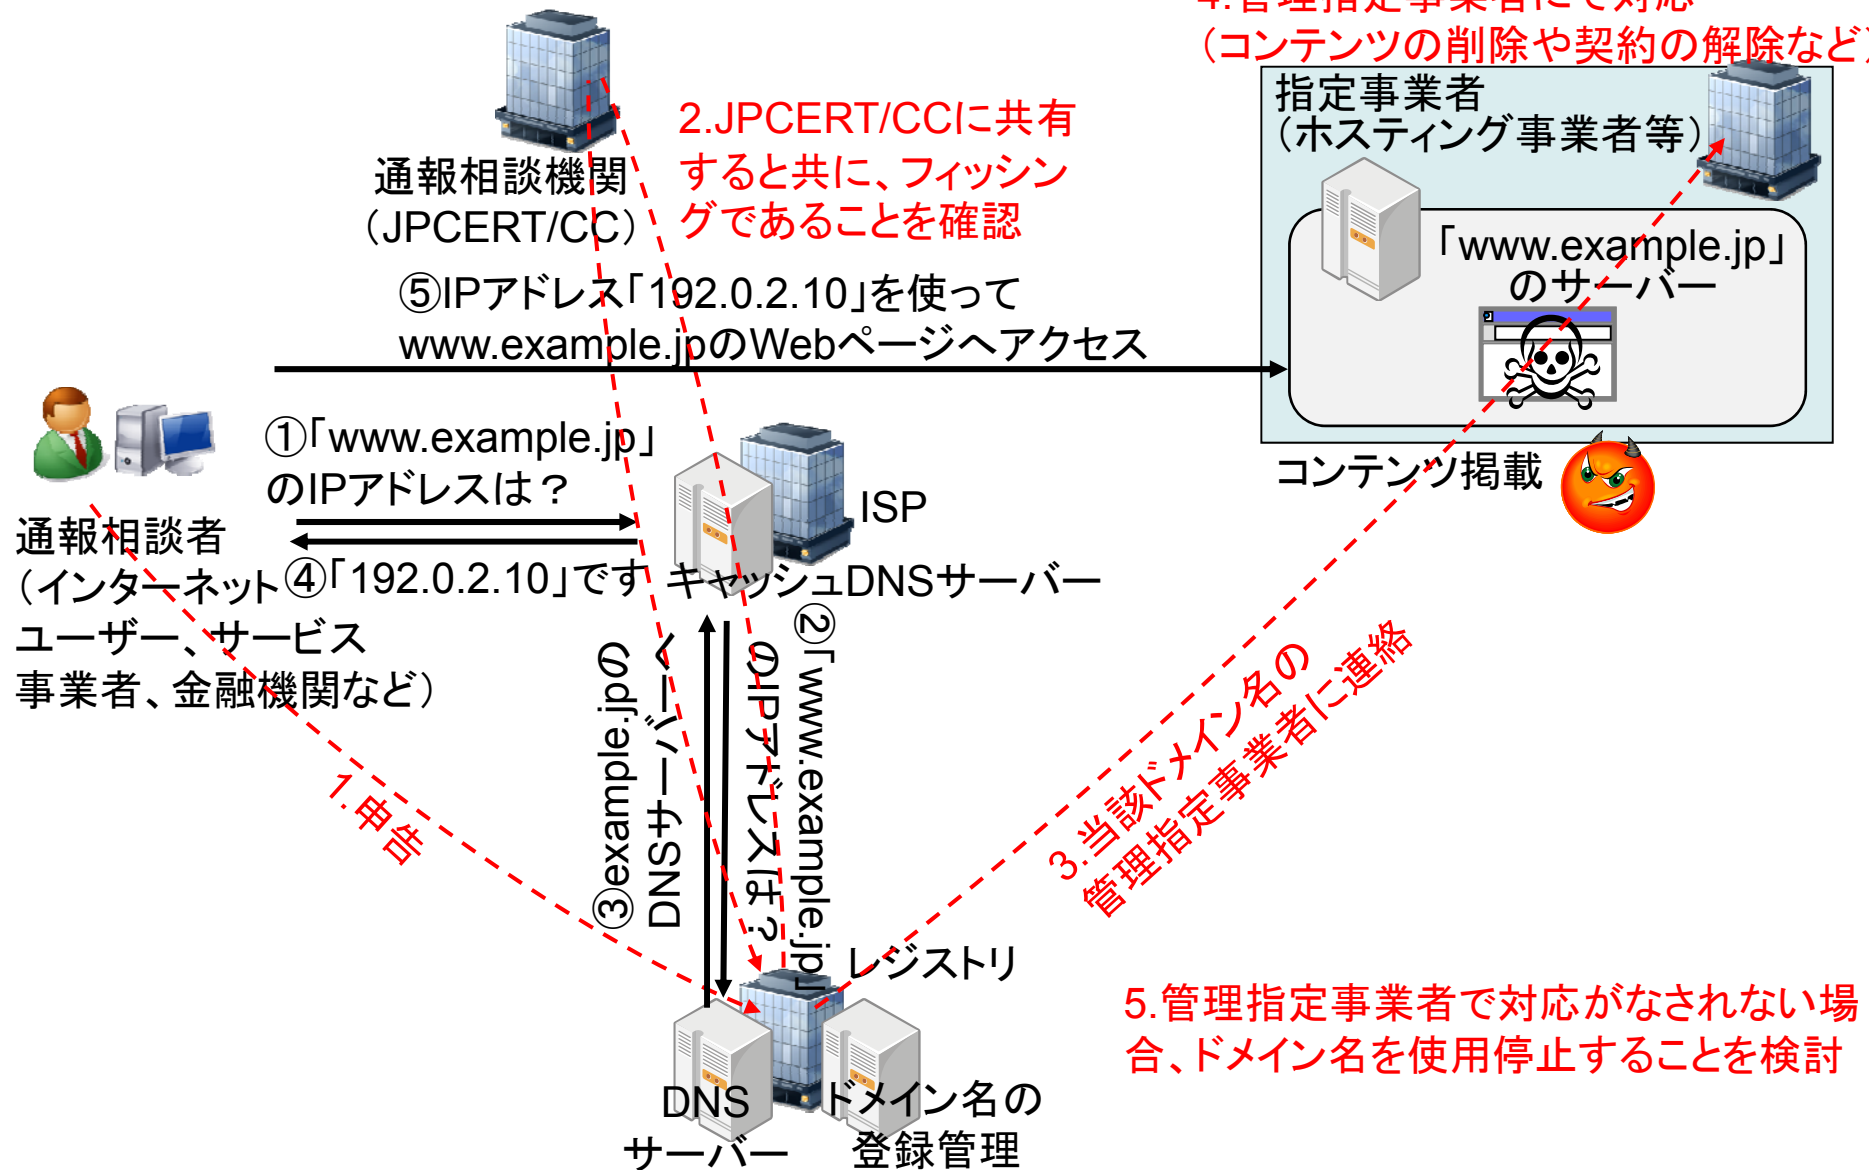 4.管理指定事業者にて対応
（コンテンツの削除や契約の解除など）
指定事業者
（ホスティング事業者等）
2.JPCERT/CCに共有
すると共に、フィッシン
グであることを確認
通報相談機関
（JPCERT/CC）
「www.example.jp」
のサーバー
⑤IPアドレス「192.0.2.10」を使って
www.example.jpのWebページへアクセス
①「www.example.jp」
のIPアドレスは？
コンテンツ掲載
ISP
通報相談者
（インターネット
ユーザー、サービス
事業者、金融機関など）
④「192.0.2.10」です
キャッシュDNSサーバー
②「www.example.jp」
のIPアドレスは？
③example.jpの
DNSサーバーへ
1.申告
3.当該ドメイン名の
管理指定事業者に連絡
レジストリ
5.管理指定事業者で対応がなされない場
合、ドメイン名を使用停止することを検討
DNS
サーバー
ドメイン名の
登録管理